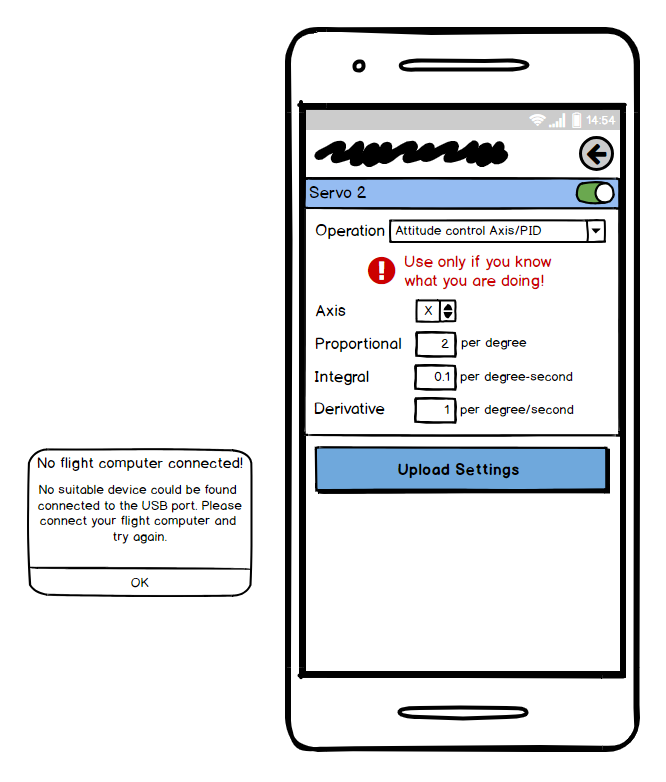 14:54
Servo 2
Operation Attitude control Axis/PID
Use only if you know
what you are doing!
Axis X
Proportional 2 per degree
Integral 0.1 per degree-second
Derivative 1 per degree/second
Upload Settings
No flight computer connected!
No suitable device could be found
connected to the USB port. Please
connect your flight computer and
try again.
OK